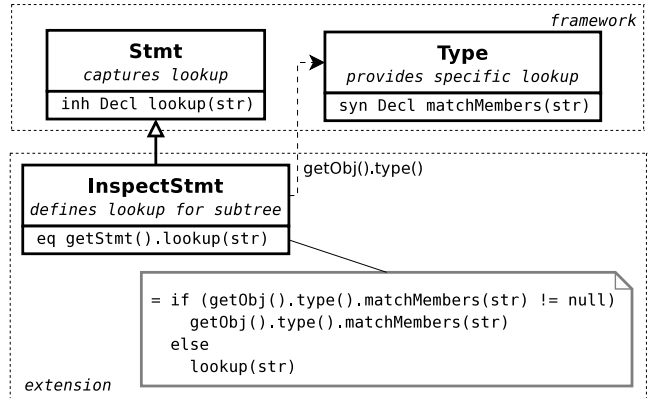 framework
Stmt
captures lookup
inh Decl lookup(str)
Type
provides specific lookup
syn Decl matchMembers(str)
getObj().type()
InspectStmt
defines lookup for subtree
eq getStmt().lookup(str)
= if (getObj().type().matchMembers(str) != null)
getObj().type().matchMembers(str)
else
lookup(str)
extension